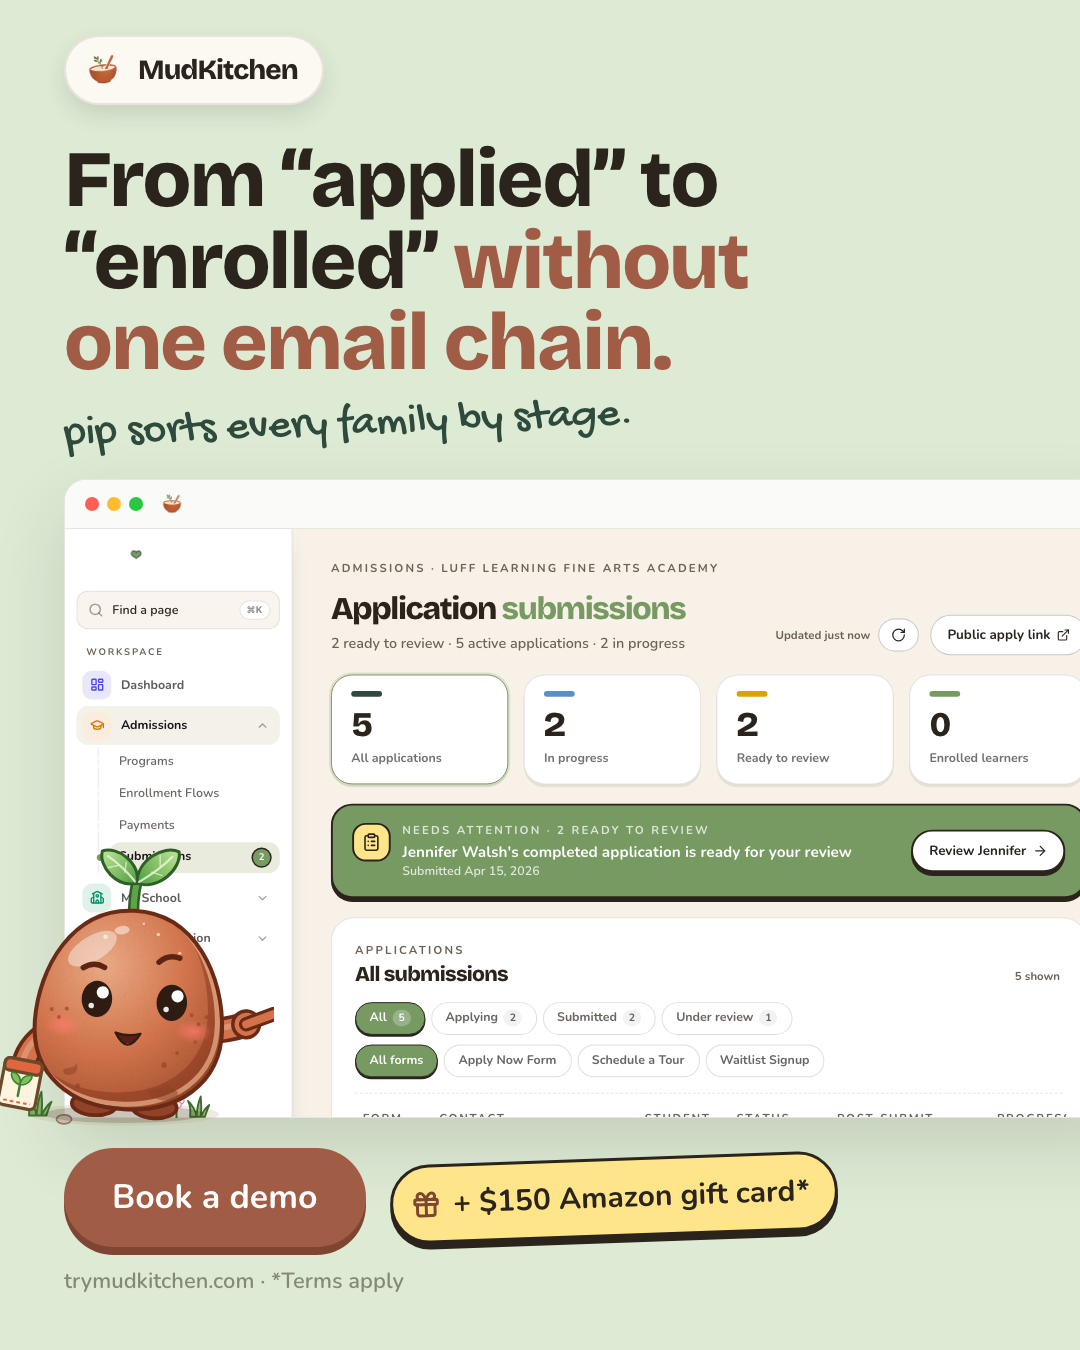 MudKitchen
From “applied” to
“enrolled” without
one email chain.
pip sorts every family by stage.
Find a page
⌘K
WORKSPACE
Dashboard
Admissions
Programs
Enrollment Flows
Payments
2
School
ADMISSIONS · LUFF LEARNING FINE ARTS ACADEMY
Application submissions
2 ready to review · 5 active applications · 2 in progress
Updated just now
Public apply link
5
All applications
2
In progress
2
Ready to review
0
Enrolled learners
NEEDS ATTENTION · 2 READY TO REVIEW
Jennifer Walsh's completed application is ready for your review
Submitted Apr 15, 2026
Review Jennifer
APPLICATIONS
All submissions
5 shown
All 5
Applying 2
Submitted 2
Under review 1
All forms
Apply Now Form
Schedule a Tour
Waitlist Signup
FORM CONTACT STUDENT STATUS POST-SUBMIT
Book a demo
+ $150 Amazon gift card*
trymudkitchen.com · *Terms apply